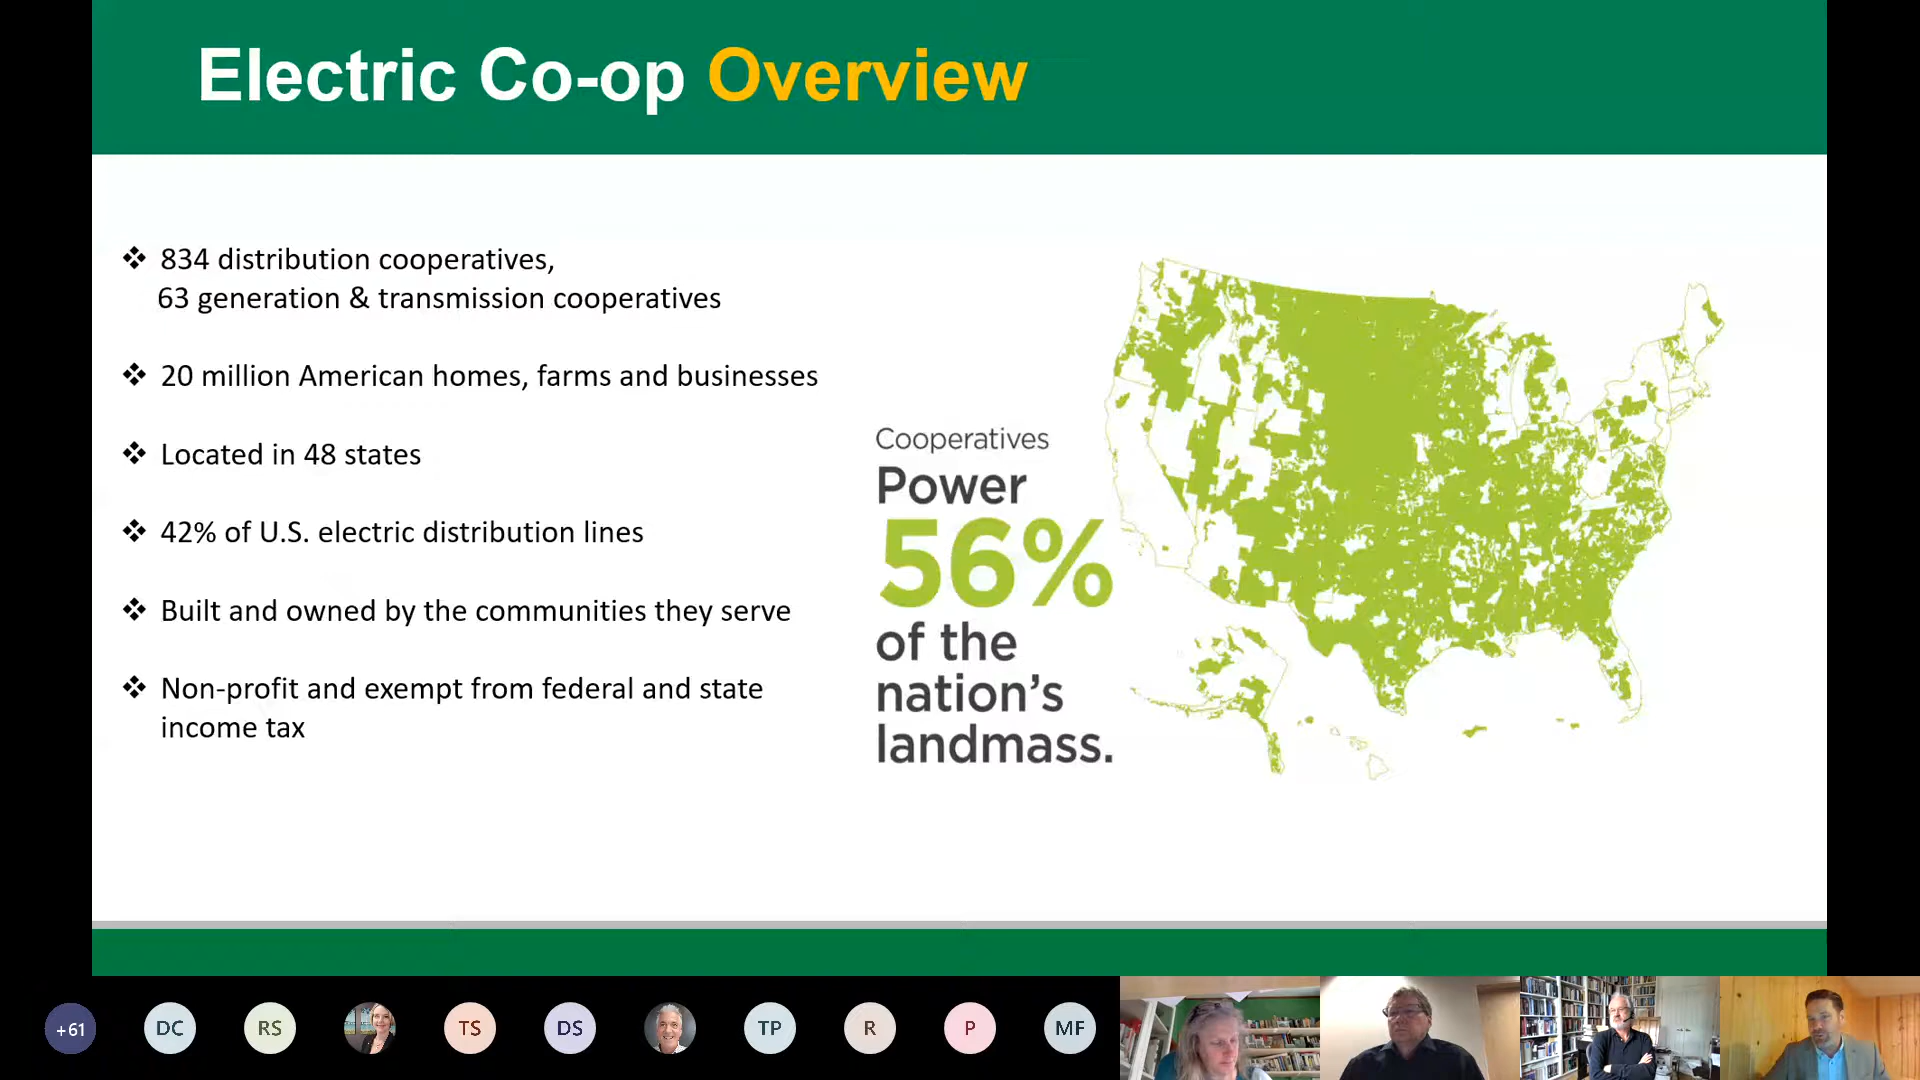 Electric Co-op Overview
834 distribution cooperatives,
63 generation & transmission cooperatives
20 million American homes, farms and businesses
Located in 48 states
42% of U.S. electric distribution lines
Built and owned by the communities they serve
Non-profit and exempt from federal and state
income tax
Cooperatives
Power
56%
of the
nation's
landmass.
+61
DC
RS
TS
DS
TP
R
P
MF